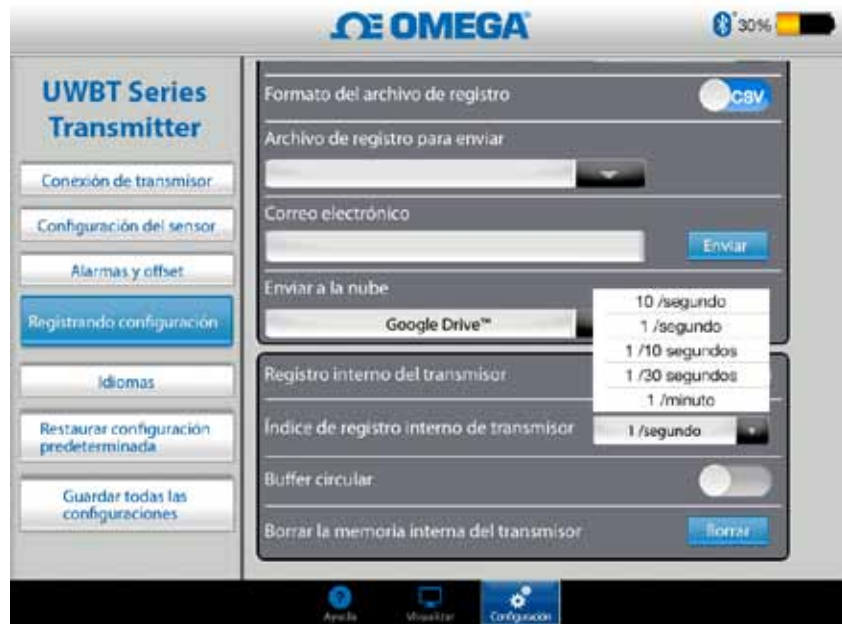 OMEGA
30%
UWBT Series
Transmitter
Conexión de transmisor
Configuración del sensor
Alarmas y offset
Registrando configuración
Idiomas
Restaurar configuración
predeterminada
Guardar todas las
configuraciones
Formato del archivo de registro
CSV
Archivo de registro para enviar
Correo electrónico
Enviar
Enviar a la nube
Google Drive™
10 /segundo
1 /segundo
1 /10 segundos
1 /30 segundos
1 /minuto
Registro interno del transmisor
Índice de registro interno de transmisor
1 /segundo
Buffer circular
Borrar la memoria interna del transmisor
Borrar
Ayuda
Visualizar
Configuración